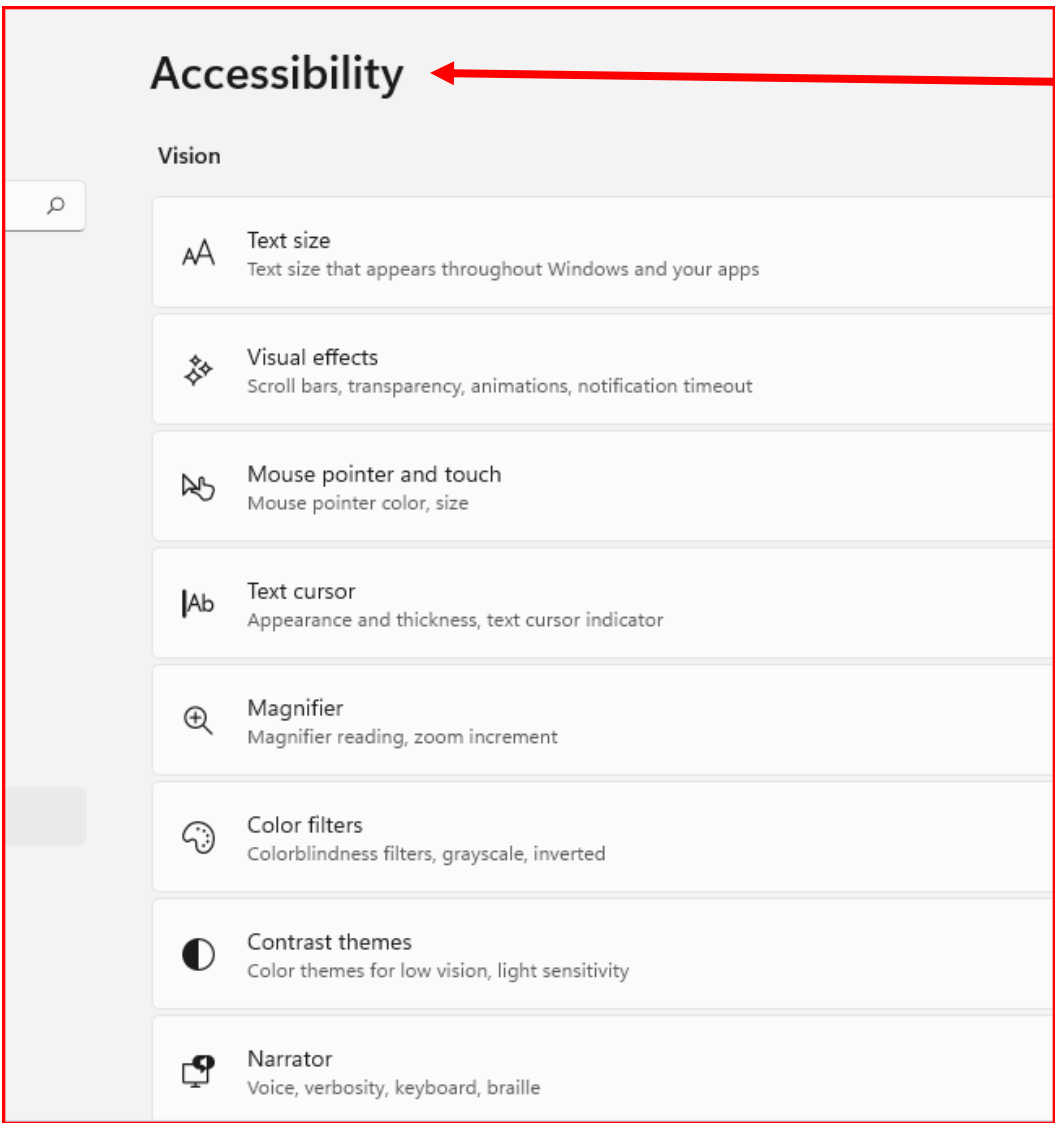 Accessibility
Vision
Text size
Text size that appears throughout Windows and your apps
Visual effects
Scroll bars, transparency, animations, notification timeout
Mouse pointer and touch
Mouse pointer color, size
Text cursor
Appearance and thickness, text cursor indicator
Magnifier
Magnifier reading, zoom increment
Color filters
Colorblindness filters, grayscale, inverted
Contrast themes
Color themes for low vision, light sensitivity
Narrator
Voice, verbosity, keyboard, braille